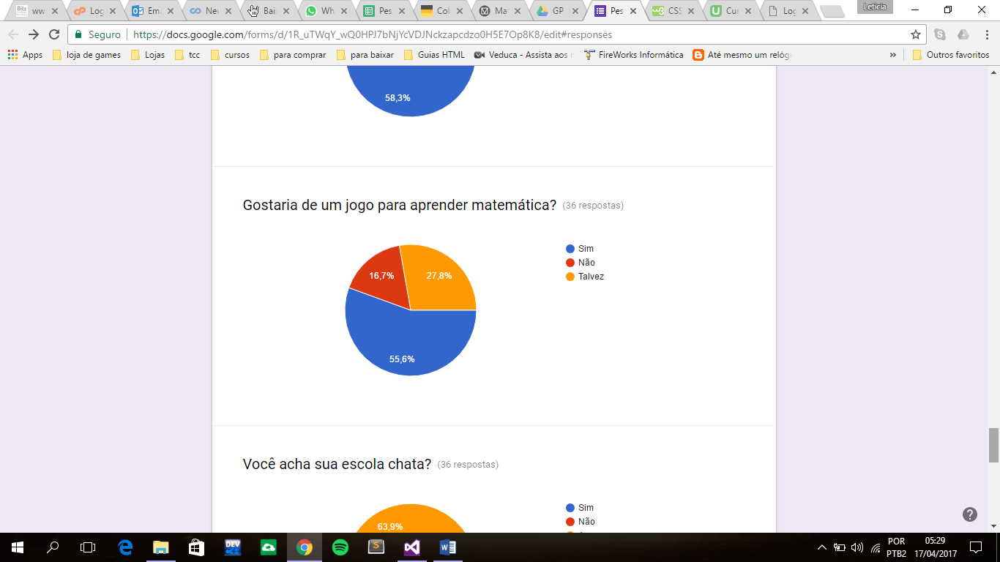 ww Log Em Ne Bai Wh Pes Col Ma GP Pes CSS Cur Log Leticia
Seguro https://docs.google.com/forms/d/1R_uTWqY_wQ0HPJ7bNjYcVDJNckzapcdzo0H5E7Op8K8/edit#responses
Apps loja de games Lojas tcc cursos para comprar para baixar Guias HTML Veduca - Assista aos FireWorks Informática Até mesmo um relógi » Outros favoritos
58,3%
Gostaria de um jogo para aprender matemática? (36 respostas)
Sim
Não
Talvez
16,7% 27,8%
55,6%
Você acha sua escola chata? (36 respostas)
Sim
Não
63,9%
POR 05:29
PTB2 17/04/2017